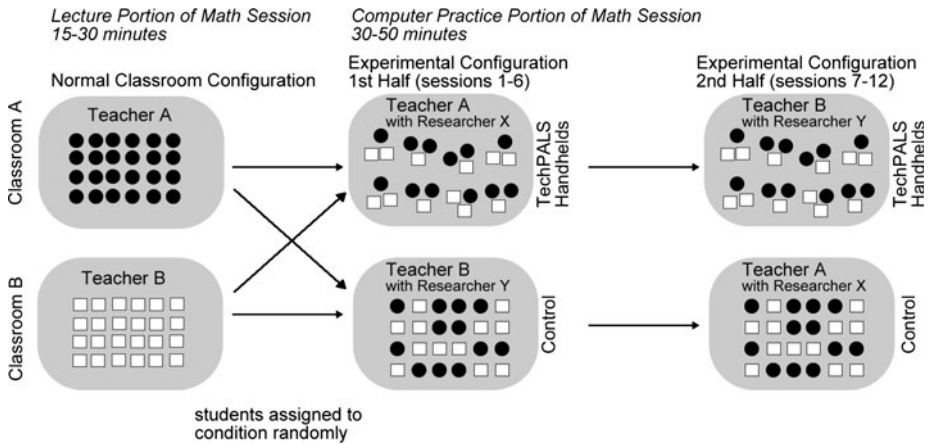 Lecture Portion of Math Session
15-30 minutes
Computer Practice Portion of Math Session
30-50 minutes
Normal Classroom Configuration
Experimental Configuration
1st Half (sessions 1-6)
Experimental Configuration
2nd Half (sessions 7-12)
Classroom A
Teacher A
Teacher A
with Researcher X
TechPALS
Handhelds
Teacher B
with Researcher Y
TechPALS
Handhelds
Classroom B
Teacher B
Teacher B
with Researcher Y
Control
Teacher A
with Researcher X
Control
students assigned to
condition randomly